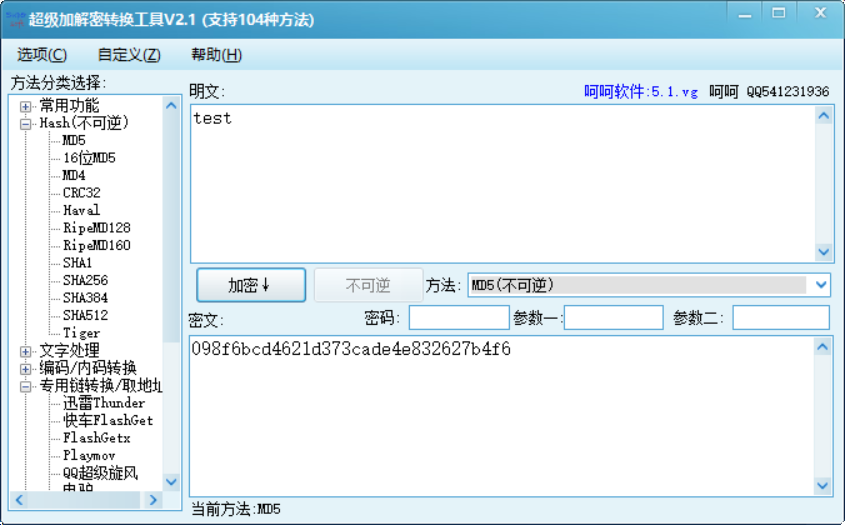 超级加解密转换工具V2.1 (支持104种方法)
选项(C) 自定义(Z) 帮助(H)
方法分类选择:
常用功能
Hash(不可逆)
MD5
16位MD5
MD4
CRC32
Haval
RipeMD128
RipeMD160
SHA1
SHA256
SHA384
SHA512
Tiger
文字处理
编码/内码转换
专用链转换/取地址
迅雷Thunder
快车FlashGet
FlashGetx
Playmov
QQ超级旋风
电驴
明文: 呵呵软件:5.1.vg 呵呵 QQ541231936
test
加密↓ 不可逆 方法: MD5(不可逆)
密文: 密码: 参数一: 参数二:
098f6bcd4621d373cade4e832627b4f6
当前方法:MD5